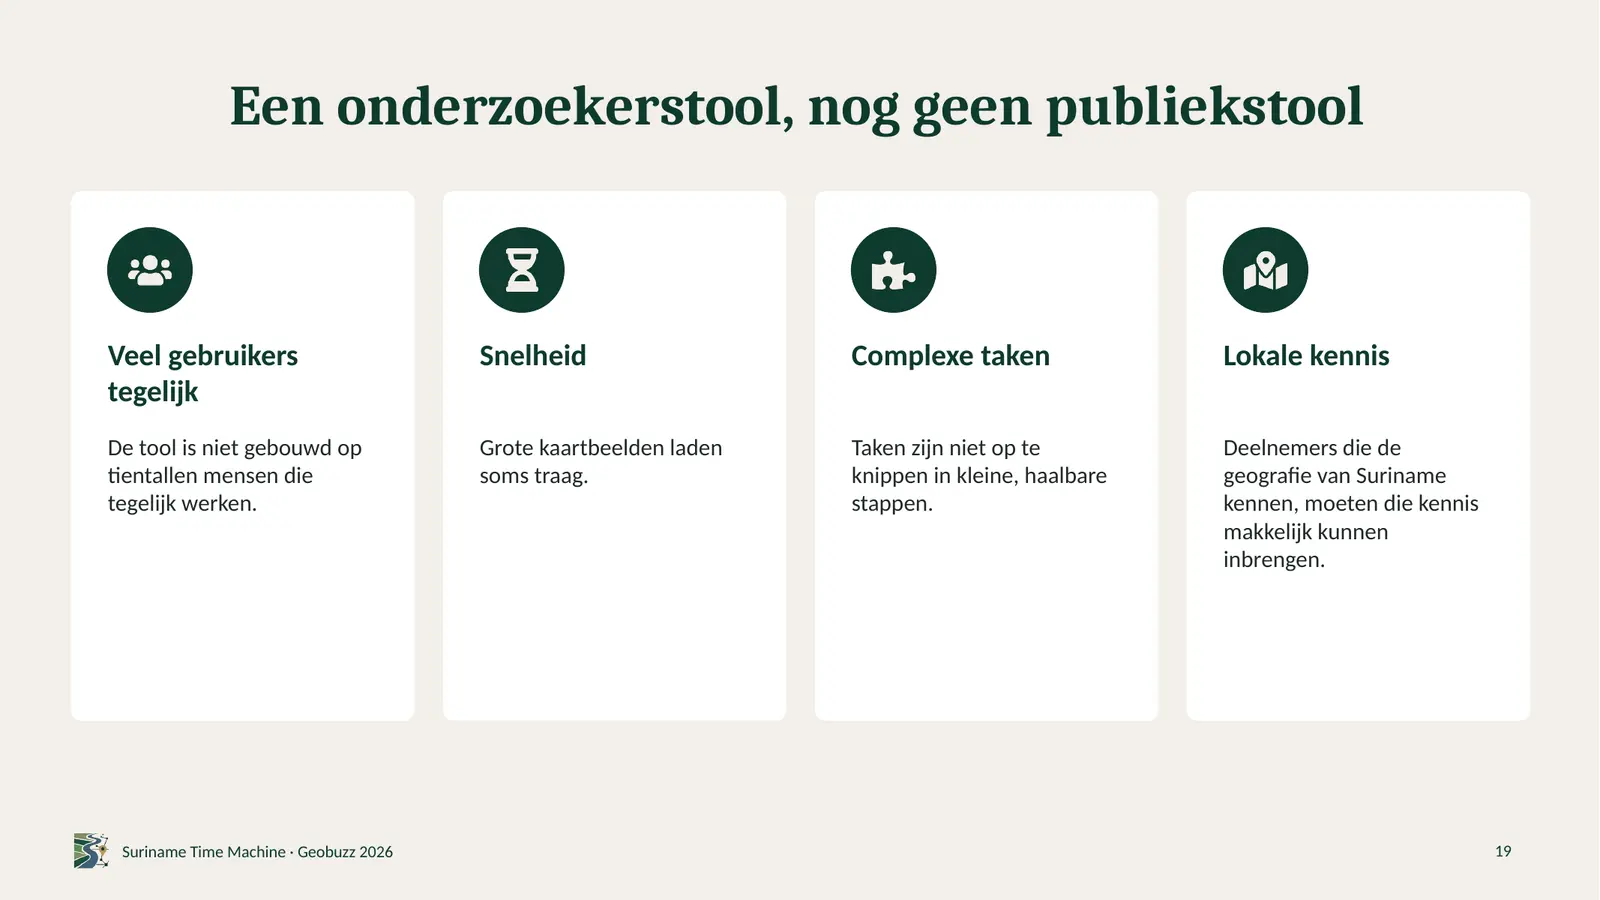 Een onderzoekerstool, nog geen publiekstool
Veel gebruikers
tegelijk
De tool is niet gebouwd op
tientallen mensen die
tegelijk werken.
Snelheid
Grote kaartbeelden laden
soms traag.
Complexe taken
Taken zijn niet op te
knippen in kleine, haalbare
stappen.
Lokale kennis
Deelnemers die de
geografie van Suriname
kennen, moeten die kennis
makkelijk kunnen
inbrengen.
Suriname Time Machine · Geobuzz 2026
19